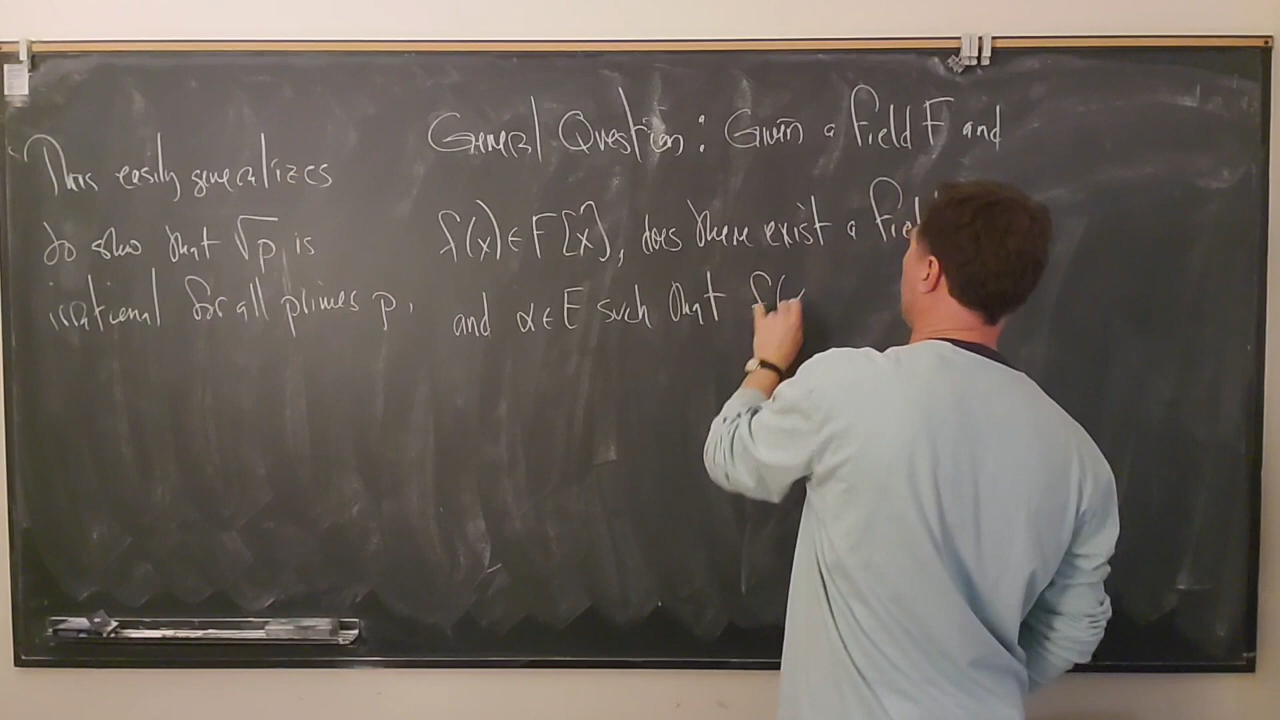 This easily generalizes
to show that √p is
irrational for all primes p.
General Question: Given a field F and
f(x) ∈ F[x], does there exist a
and α ∈ E such that f(